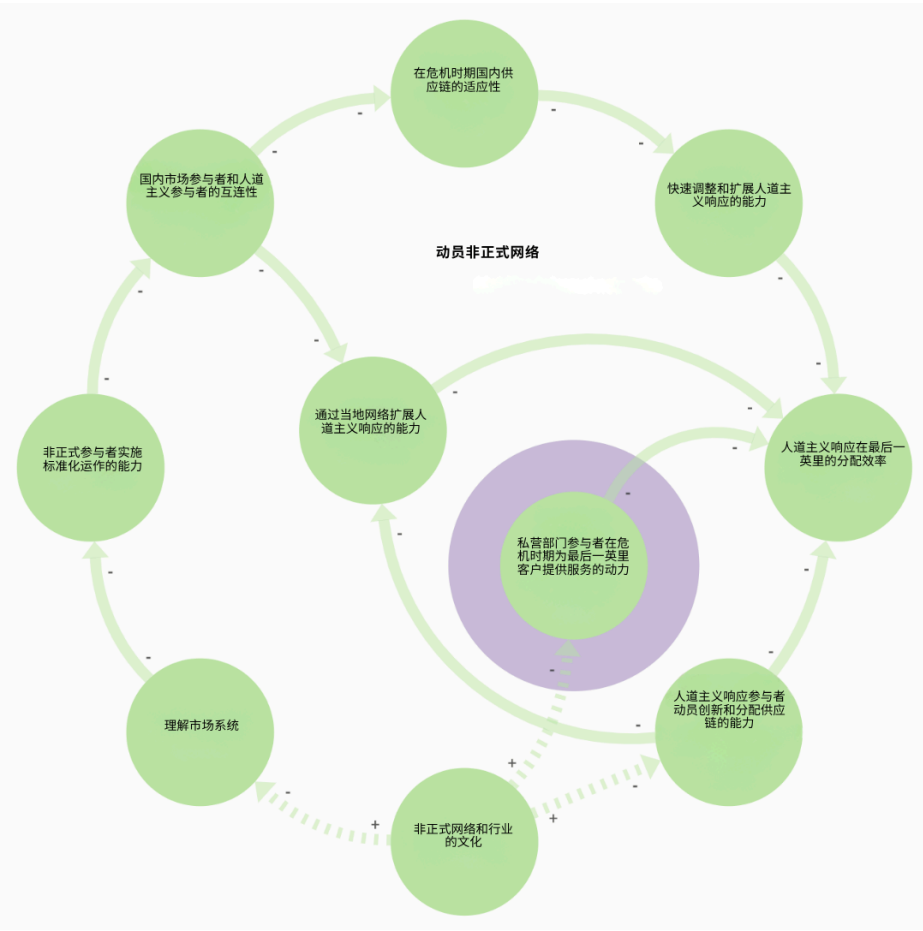 在危机时期国内供
应链的适应性
国内市场参与者和人道
主义参与者的互连性
快速调整和扩展人道主
义响应的能力
动员非正式网络
通过当地网络扩展人
道主义响应的能力
非正式参与者实施
标准化运作的能力
人道主义响应在最后一
英里的分配效率
私营部门参与者在危
机时期为最后一英里
客户提供服务的动力
人道主义响应参与者
动员创新和分配供应
链的能力
理解市场系统
非正式网络和行业
的文化